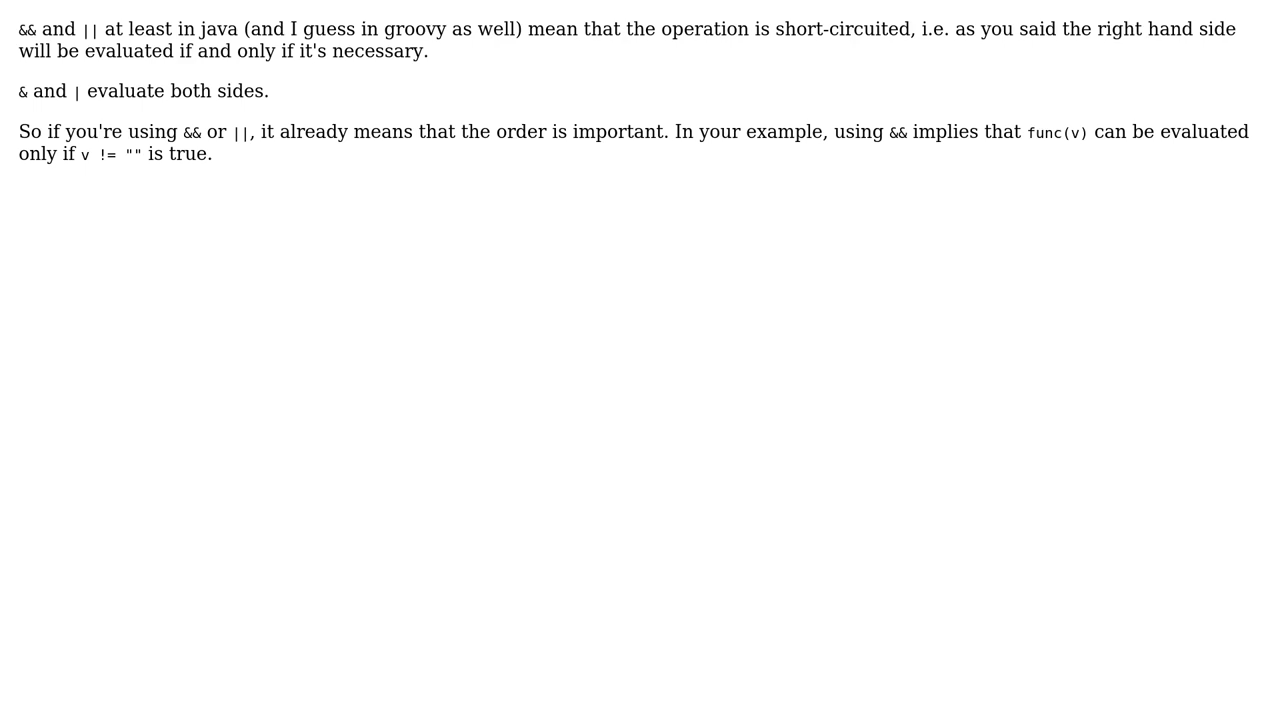 && and || at least in java (and I guess in groovy as well) mean that the operation is short-circuited, i.e. as you said the right hand side
will be evaluated if and only if it's necessary.
& and | evaluate both sides.
So if you're using && or ||, it already means that the order is important. In your example, using && implies that func(v) can be evaluated
only if v != "" is true.